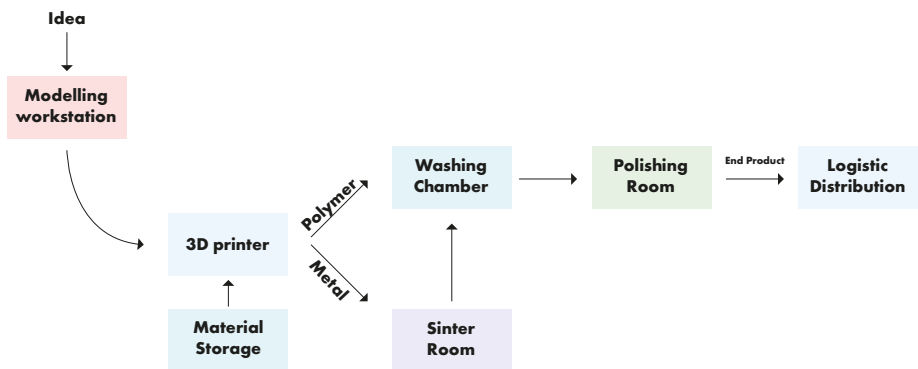 Idea
Modelling
workstation
3D printer
Material
Storage
Polymer
Metal
Washing
Chamber
Sinter
Room
Polishing
Room
End Product
Logistic
Distribution